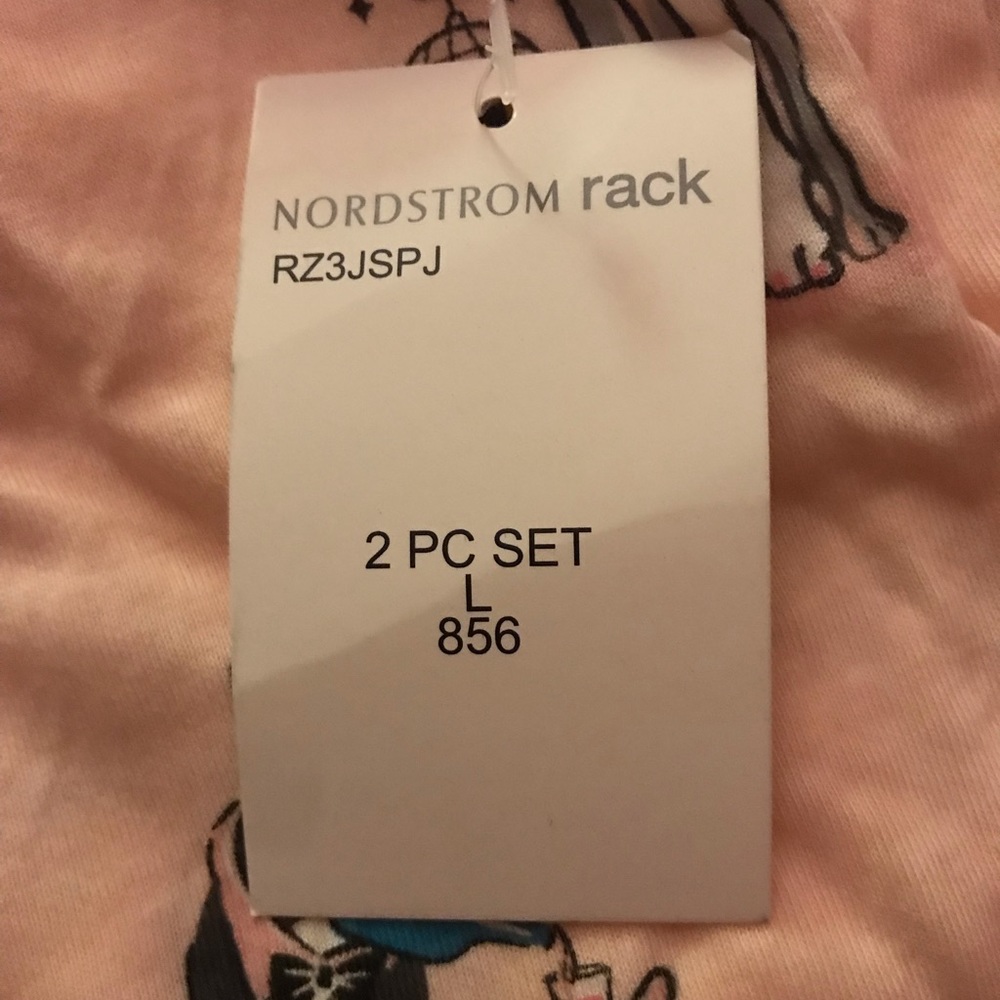 NORDSTROM rack
RZ3JSPJ
2 PC SET
L
856